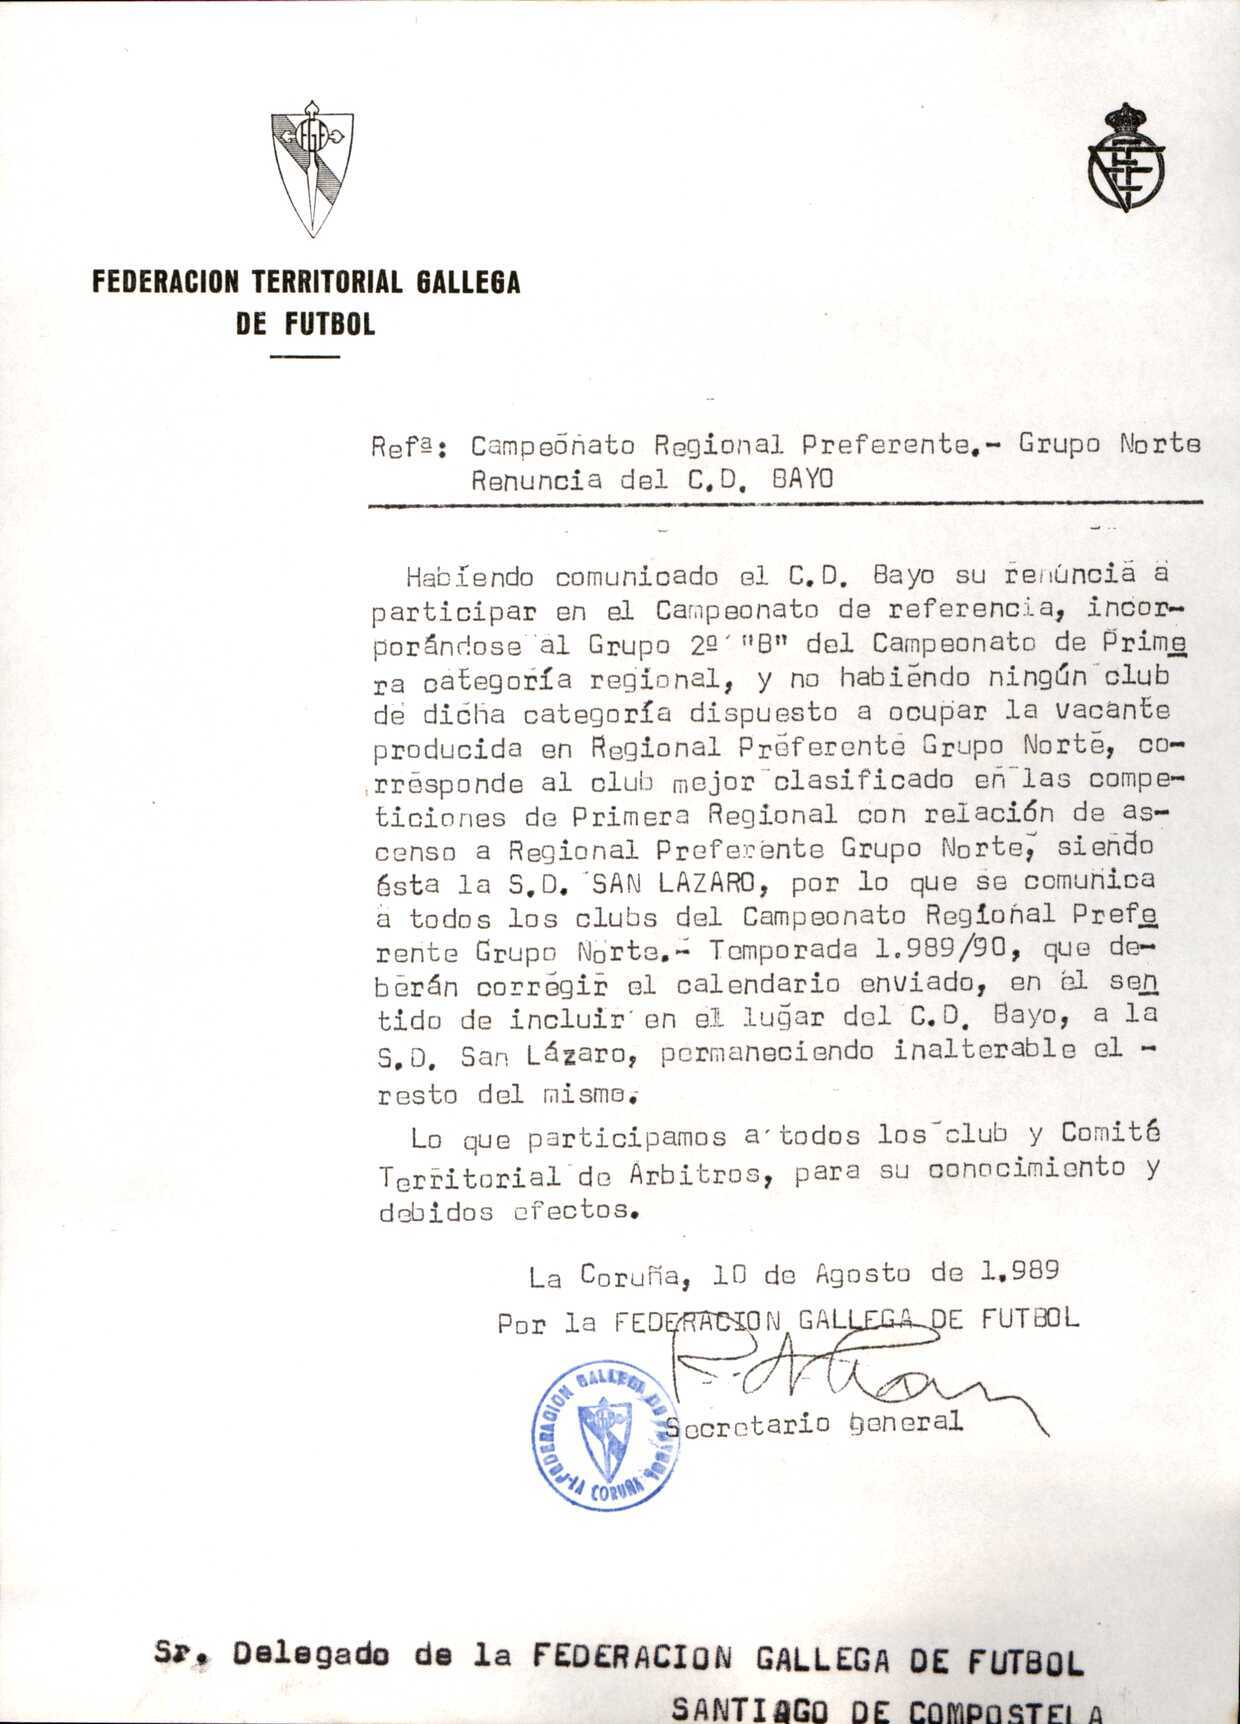 FGF
FEDERACION TERRITORIAL GALLEGA
DE FUTBOL
Refª: Campeonato Regional Preferente.- Grupo Norte
Renuncia del C.D. BAYO
Habiendo comunicado el C.D. Bayo su renuncia a
participar en el Campeonato de referencia, incor-
porándose al Grupo 2º "B" del Campeonato de Prime
ra categoría regional, y no habiendo ningún club
de dicha categoría dispuesto a ocupar la vacante
producida en Regional Preferente Grupo Norte, co-
rresponde al club mejor clasificado en las compe-
ticiones de Primera Regional con relación de as-
censo a Regional Preferente Grupo Norte, siendo
ésta la S.D. SAN LAZARO, por lo que se comunica
a todos los clubs del Campeonato Regional Prefe
rente Grupo Norte.- Temporada 1.989/90, que de-
berán corregir el calendario enviado, en el sen
tido de incluir en el lugar del C.D. Bayo, a la
S.D. San Lázaro, permaneciendo inalterable el -
resto del mismo.
Lo que participamos a todos los club y Comité
Territorial de Arbitros, para su conocimiento y
debidos efectos.
La Coruña, 10 de Agosto de 1.989
Por la FEDERACION GALLEGA DE FUTBOL
Secretario General
FEDERACION GALLEGA DE FUTBOL
LA CORUÑA
Sr. Delegado de la FEDERACION GALLEGA DE FUTBOL
SANTIAGO DE COMPOSTELA